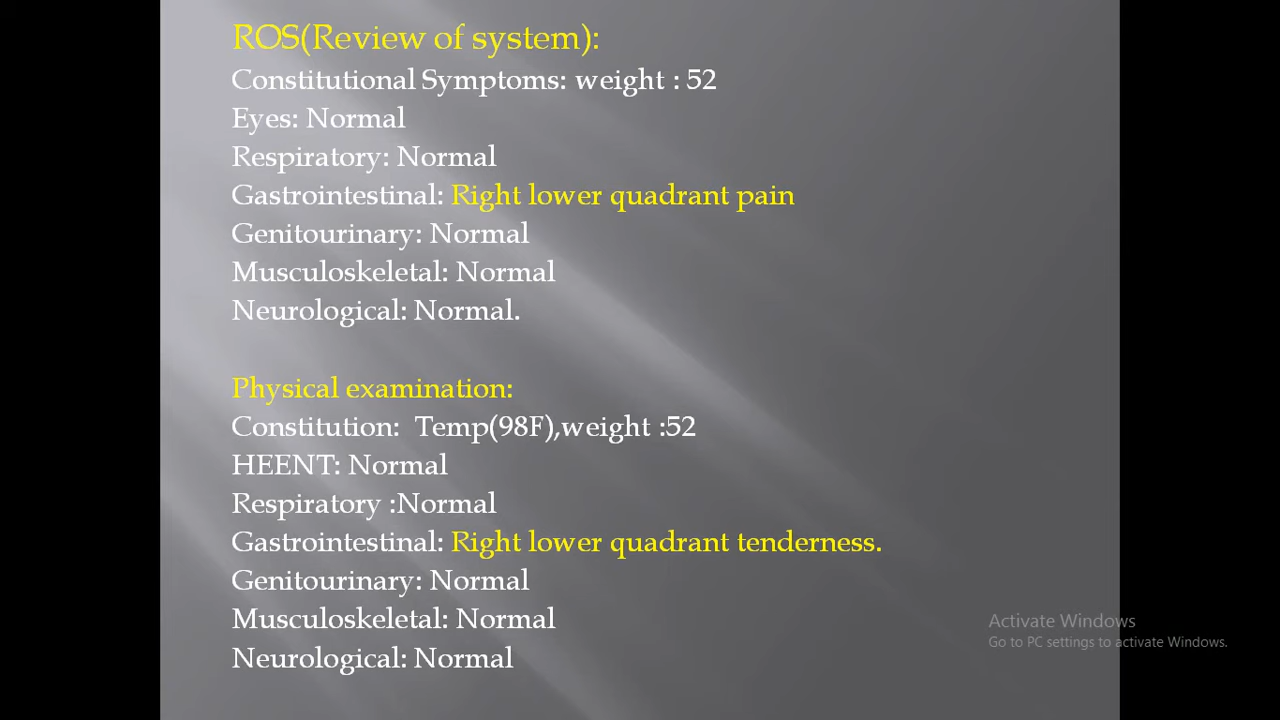 ROS(Review of system):
Constitutional Symptoms: weight : 52
Eyes: Normal
Respiratory: Normal
Gastrointestinal: Right lower quadrant pain
Genitourinary: Normal
Musculoskeletal: Normal
Neurological: Normal.
Physical examination:
Constitution:  Temp(98F),weight :52
HEENT: Normal
Respiratory :Normal
Gastrointestinal: Right lower quadrant tenderness.
Genitourinary: Normal
Musculoskeletal: Normal
Neurological: Normal
Activate Windows
Go to PC settings to activate Windows.